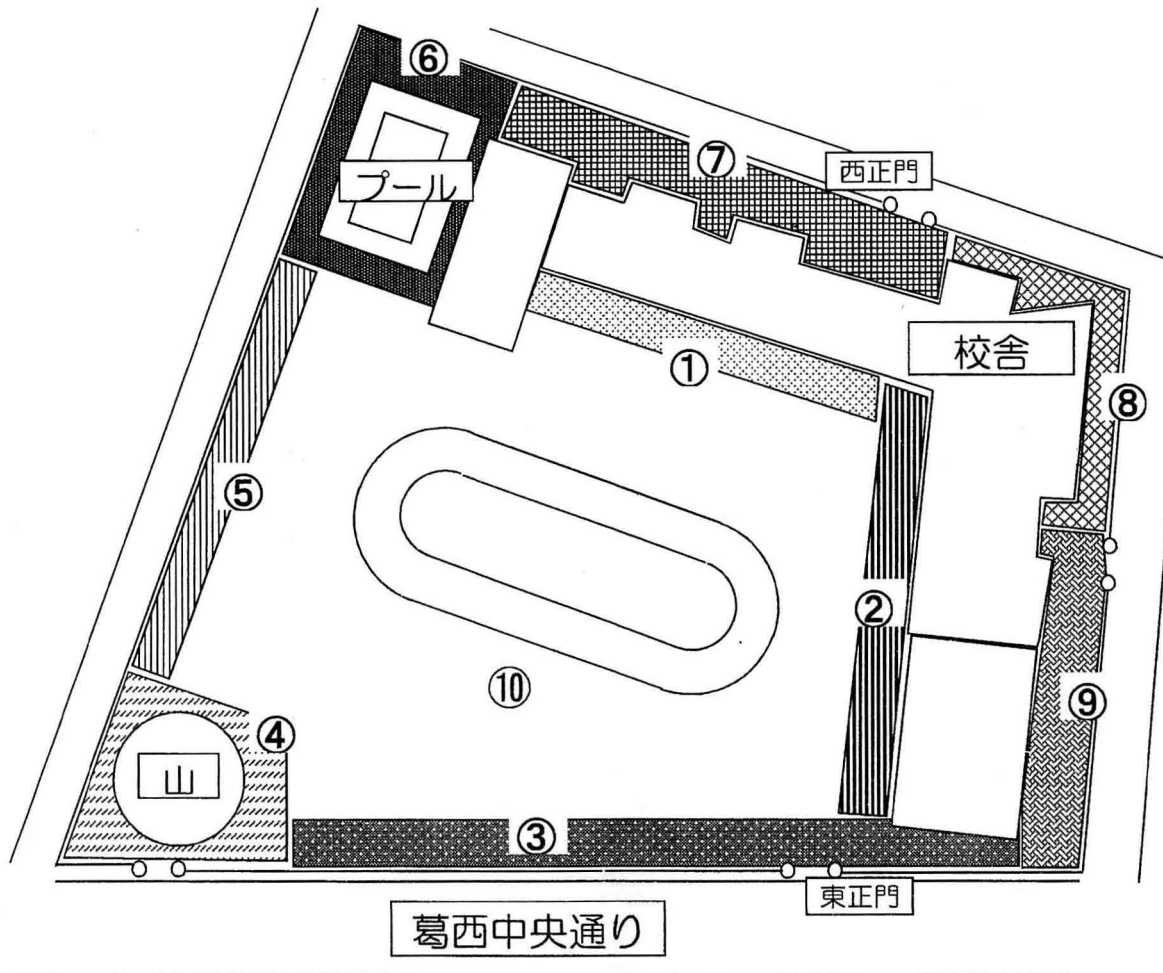 ⑥
プール
⑦
西正門
①
校舎
⑧
⑤
②
⑩
⑨
④
山
③
東正門
葛西中央通り